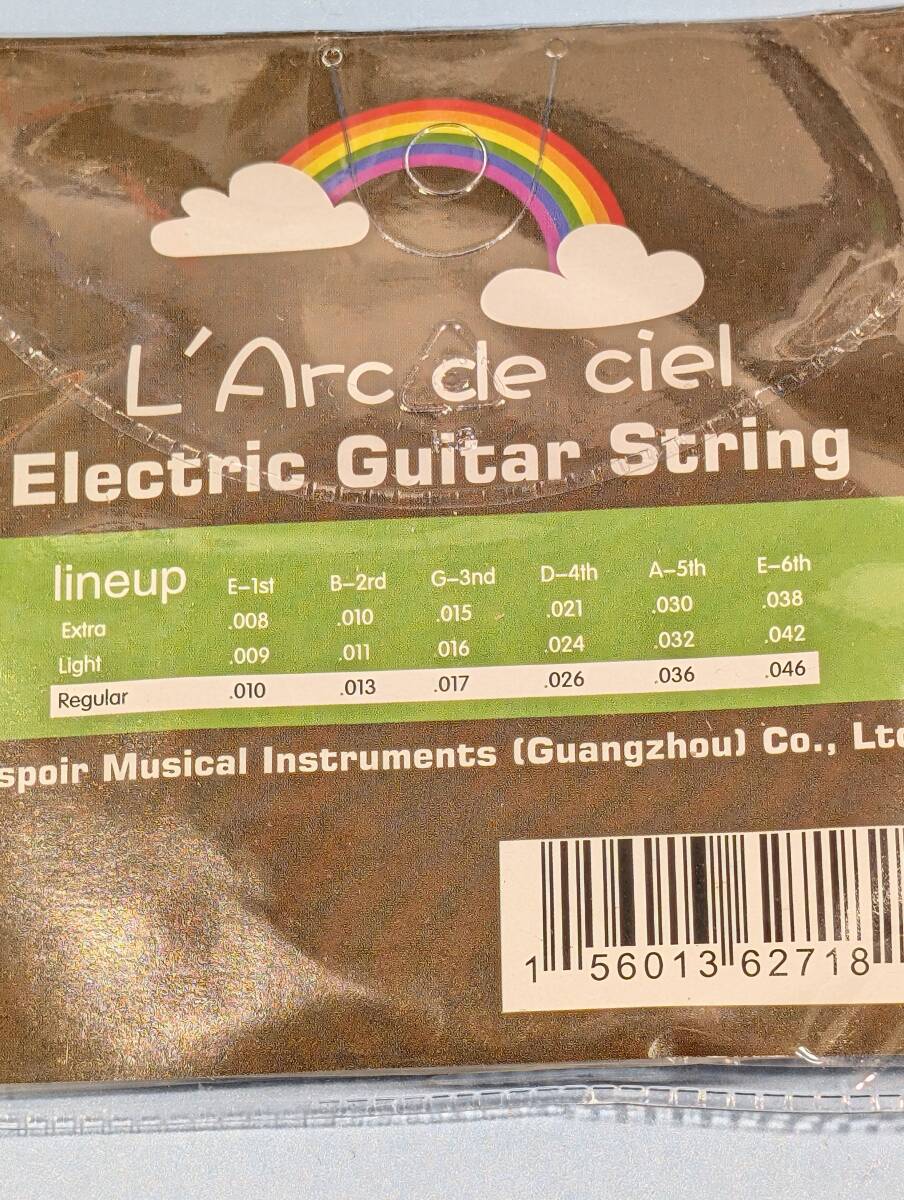 L'Arc de ciel
Electric Guitar String
lineup E-1st B-2rd G-3nd D-4th A-5th E-6th
Extra .008 .010 .015 .021 .030 .038
Light .009 .011 .016 .024 .032 .042
Regular .010 .013 .017 .026 .036 .046
spoir Musical Instruments (Guangzhou) Co., Ltd
1 56013 62718